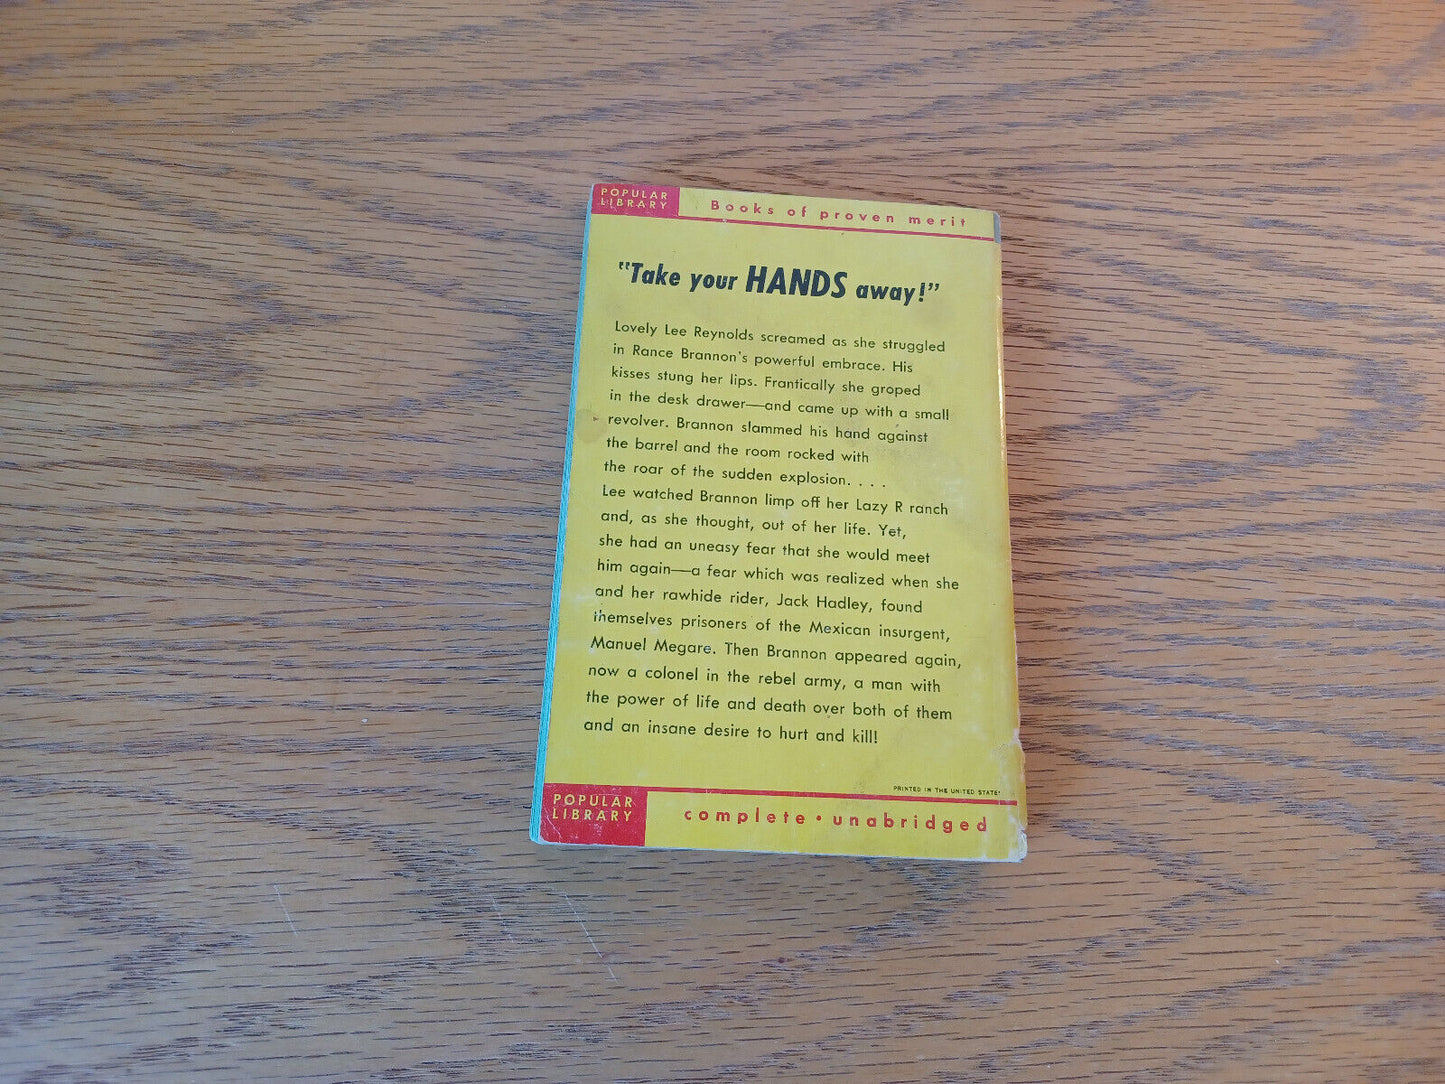 POPULAR
LIBRARY
Books of proven merit
"Take your HANDS away!"
Lovely Lee Reynolds screamed as she struggled
in Rance Brannon's powerful embrace. His
kisses stung her lips. Frantically she groped
in the desk drawer—and came up with a small
revolver. Brannon slammed his hand against
the barrel and the room rocked with
the roar of the sudden explosion. . . .
Lee watched Brannon limp off her Lazy R ranch
and, as she thought, out of her life. Yet,
she had an uneasy fear that she would meet
him again—a fear which was realized when she
and her rawhide rider, Jack Hadley, found
themselves prisoners of the Mexican insurgent,
Manuel Megare. Then Brannon appeared again,
now a colonel in the rebel army, a man with
the power of life and death over both of them
and an insane desire to hurt and kill!
PRINTED IN THE UNITED STATES
POPULAR
LIBRARY
complete • unabridged